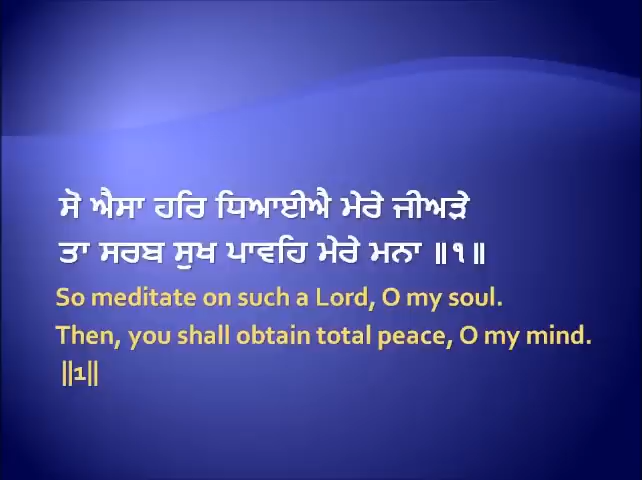 ਸੋ ਐਸਾ ਹਰਿ ਧਿਆਈਐ ਮੇਰੇ ਜੀਅੜੇ
ਤਾ ਸਰਬ ਸੁਖ ਪਾਵਹਿ ਮੇਰੇ ਮਨਾ ॥੧॥
So meditate on such a Lord, O my soul.
Then, you shall obtain total peace, O my mind.
||1||